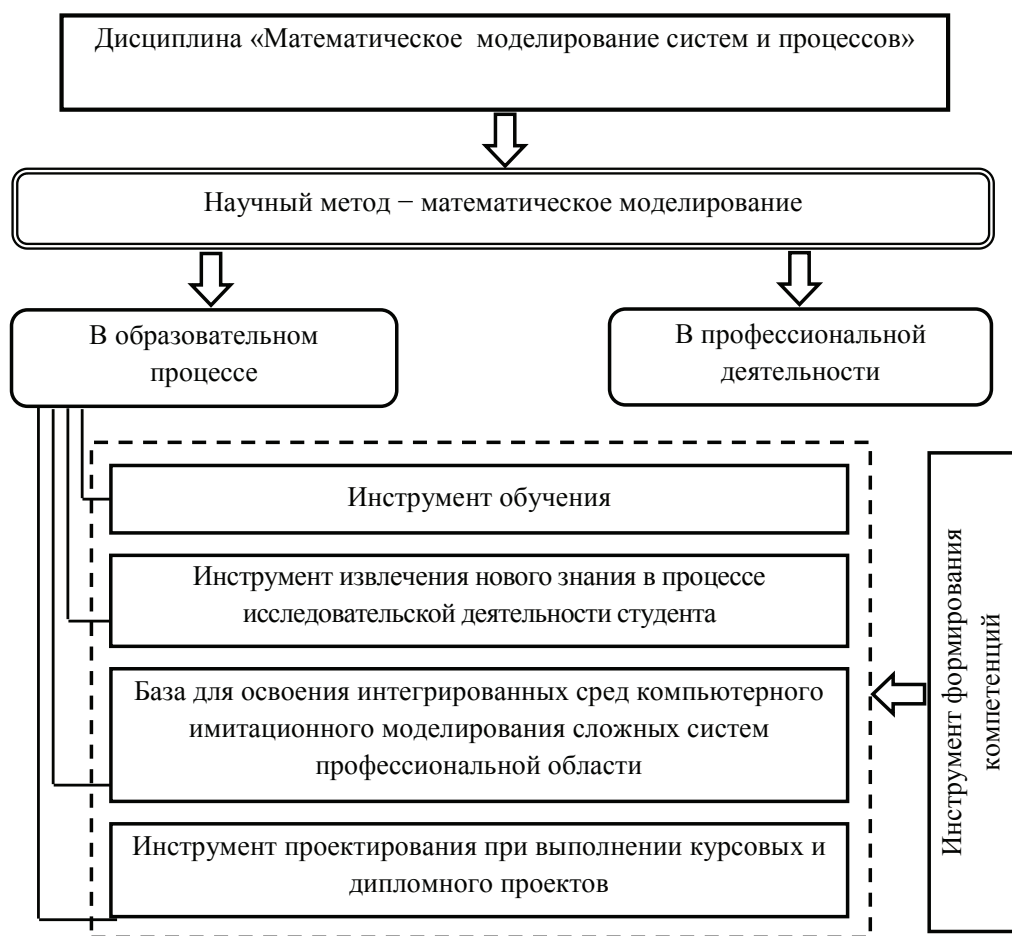 Дисциплина «Математическое моделирование систем и процессов»
Научный метод − математическое моделирование
В образовательном
процессе
В профессиональной
деятельности
Инструмент обучения
Инструмент извлечения нового знания в процессе
исследовательской деятельности студента
База для освоения интегрированных сред компьютерного
имитационного моделирования сложных систем
профессиональной области
Инструмент проектирования при выполнении курсовых и
дипломного проектов
Инструмент формирования
компетенций